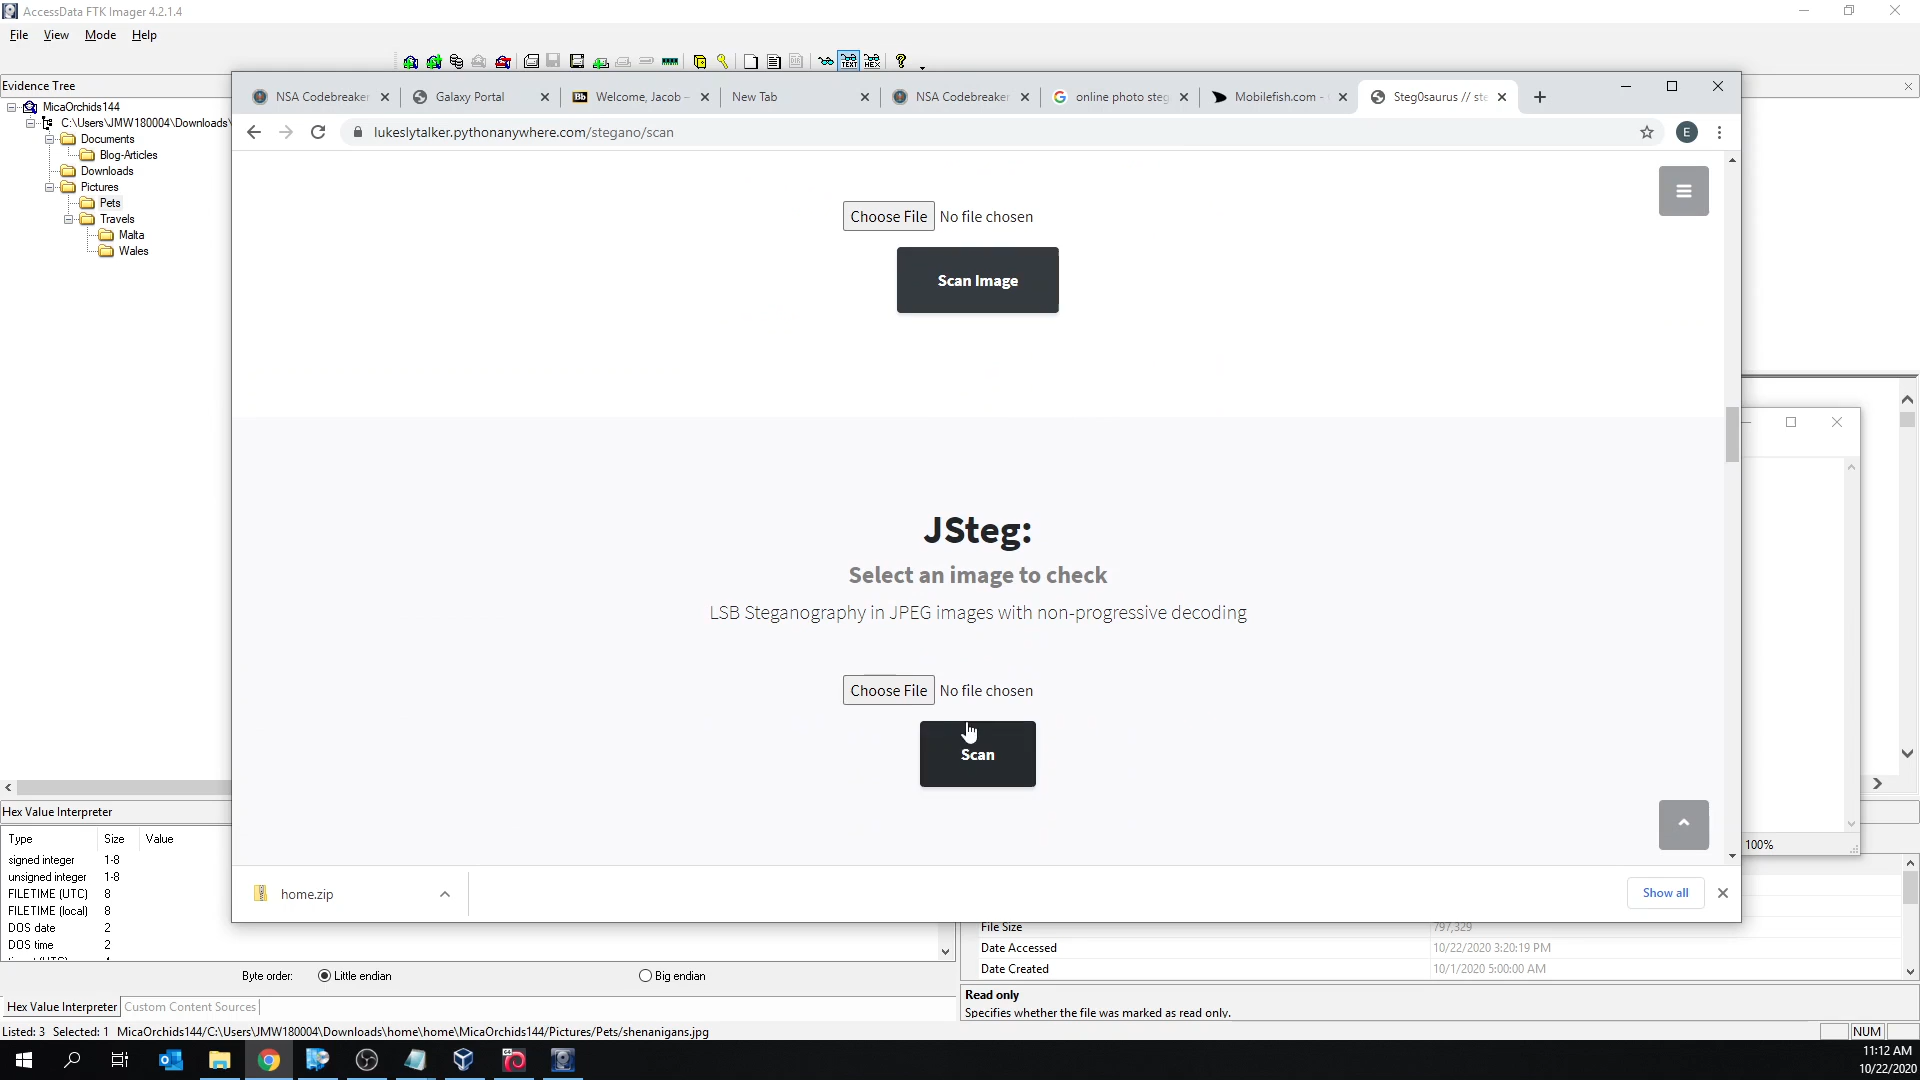 AccessData FTK Imager 4.2.1.4
File View Mode Help
Evidence Tree
MicaOrchids144
C:\Users\JMW180004\Downloads\
Documents
Blog-Articles
Downloads
Pictures
Pets
Travels
Malta
Wales
NSA Codebreaker
Galaxy Portal
Bb Welcome, Jacob –
New Tab
NSA Codebreaker
online photo steg
Mobilefish.com -
Steg0saurus // ste
lukeslytalker.pythonanywhere.com/stegano/scan
E
Choose File No file chosen
Scan Image
JSteg:
Select an image to check
LSB Steganography in JPEG images with non-progressive decoding
Choose File No file chosen
Scan
home.zip
Show all
100%
Hex Value Interpreter
Type Size Value
signed integer 1-8
unsigned integer 1-8
FILETIME (UTC) 8
FILETIME (local) 8
DOS date 2
DOS time 2
Byte order: Little endian Big endian
Hex Value Interpreter Custom Content Sources
File Size 797,329
Date Accessed 10/22/2020 3:20:19 PM
Date Created 10/1/2020 5:00:00 AM
Read only
Specifies whether the file was marked as read only.
Listed: 3 Selected: 1 MicaOrchids144/C:\Users\JMW180004\Downloads\home\home\MicaOrchids144/Pictures/Pets/shenanigans.jpg
NUM
11:12 AM
10/22/2020